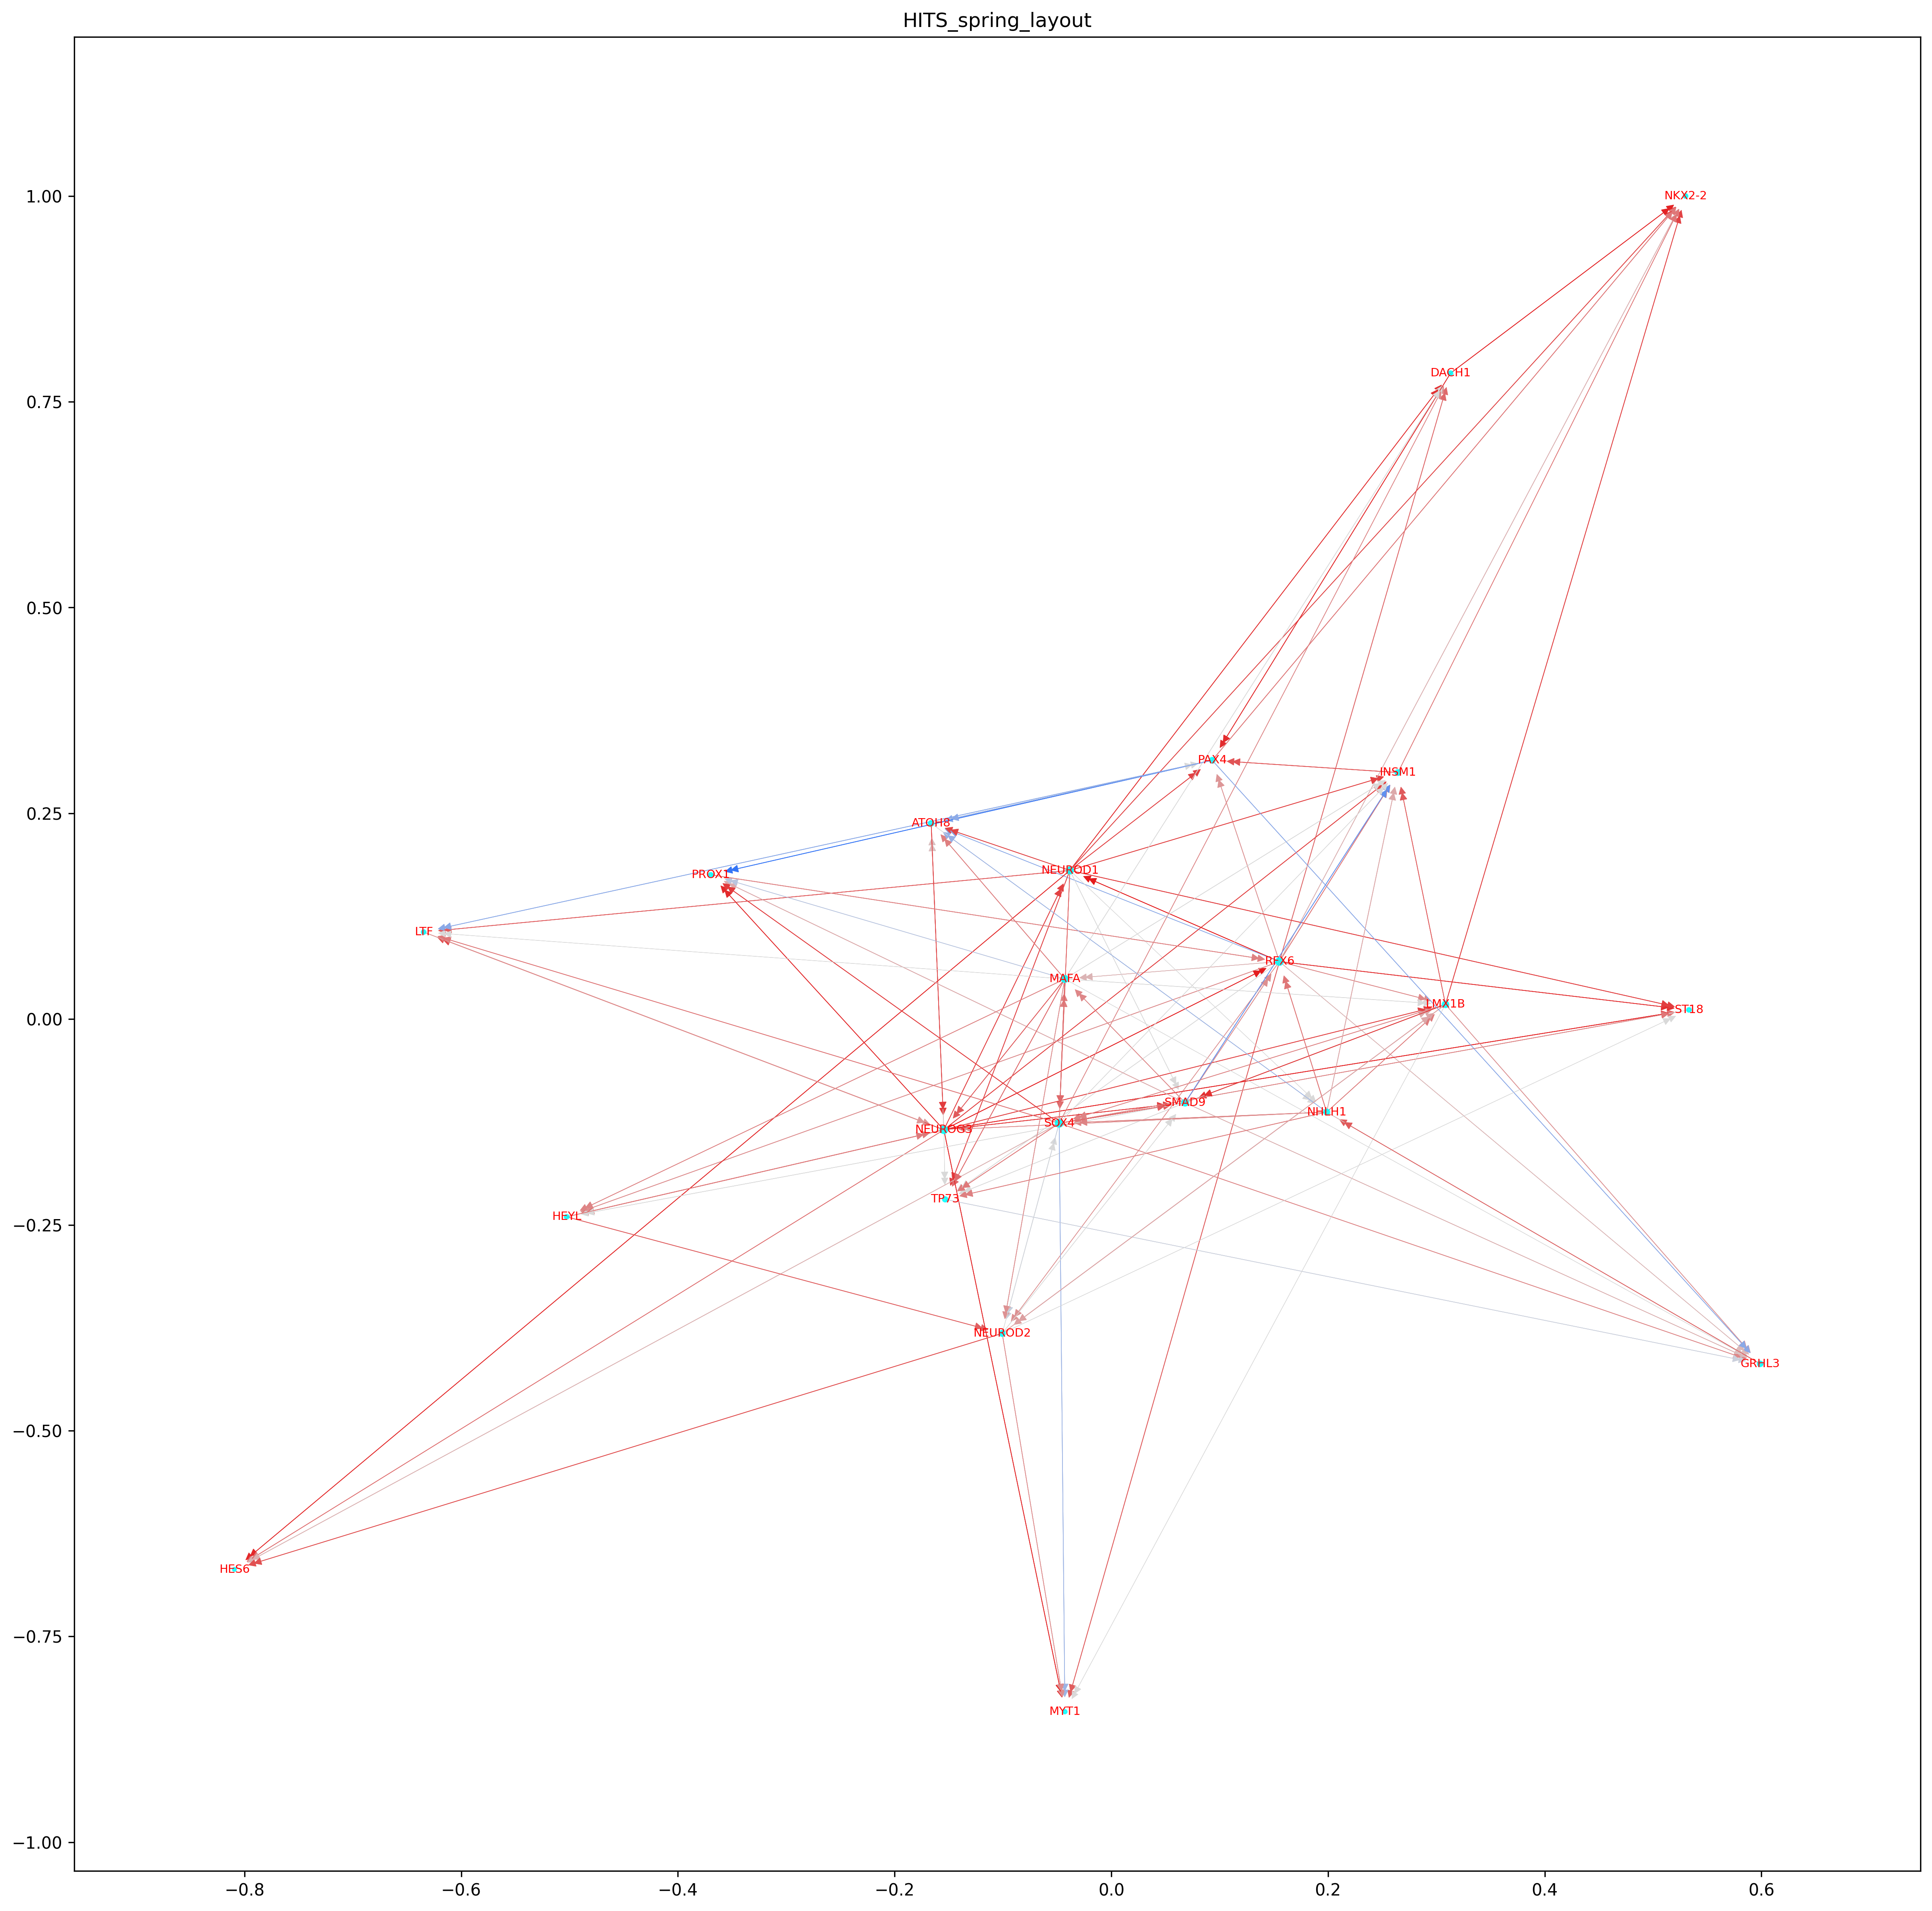 HITS_spring_layout
1.00
NKX2-2
DACH1
0.75
0.50
PAX4
INSM1
0.25
ATOH8
NEUROD1
PROX1
LTF
RFX6
MAFA
LMX1B
0.00
ST18
SMAD9
NHLH1
SOX4
NEUROG3
TP73
HEYL
−0.25
NEUROD2
GRHL3
−0.50
HES6
MYT1
−0.75
−1.00
−0.8 −0.6 −0.4 −0.2 0.0 0.2 0.4 0.6